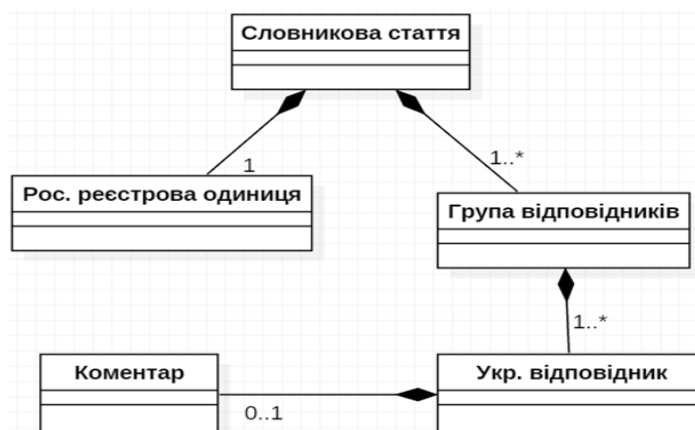 Словникова стаття
1
1..*
Рос. реєстрова одиниця
Група відповідників
1..*
Коментар
Укр. відповідник
0..1